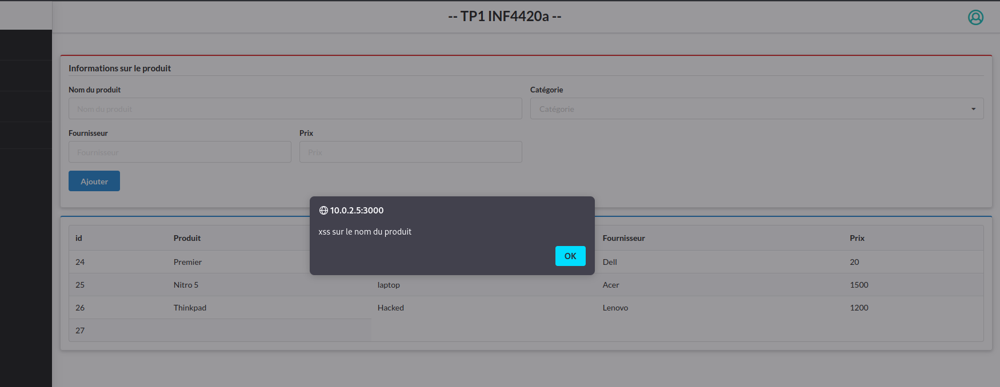 -- TP1 INF4420a --
Informations sur le produit
Nom du produit
Catégorie
Nom du produit
Catégorie
Fournisseur
Prix
Fournisseur
Prix
Ajouter
10.0.2.5:3000
xss sur le nom du produit
OK
id Produit Fournisseur Prix
24 Premier Dell 20
25 Nitro 5 laptop Acer 1500
26 Thinkpad Hacked Lenovo 1200
27